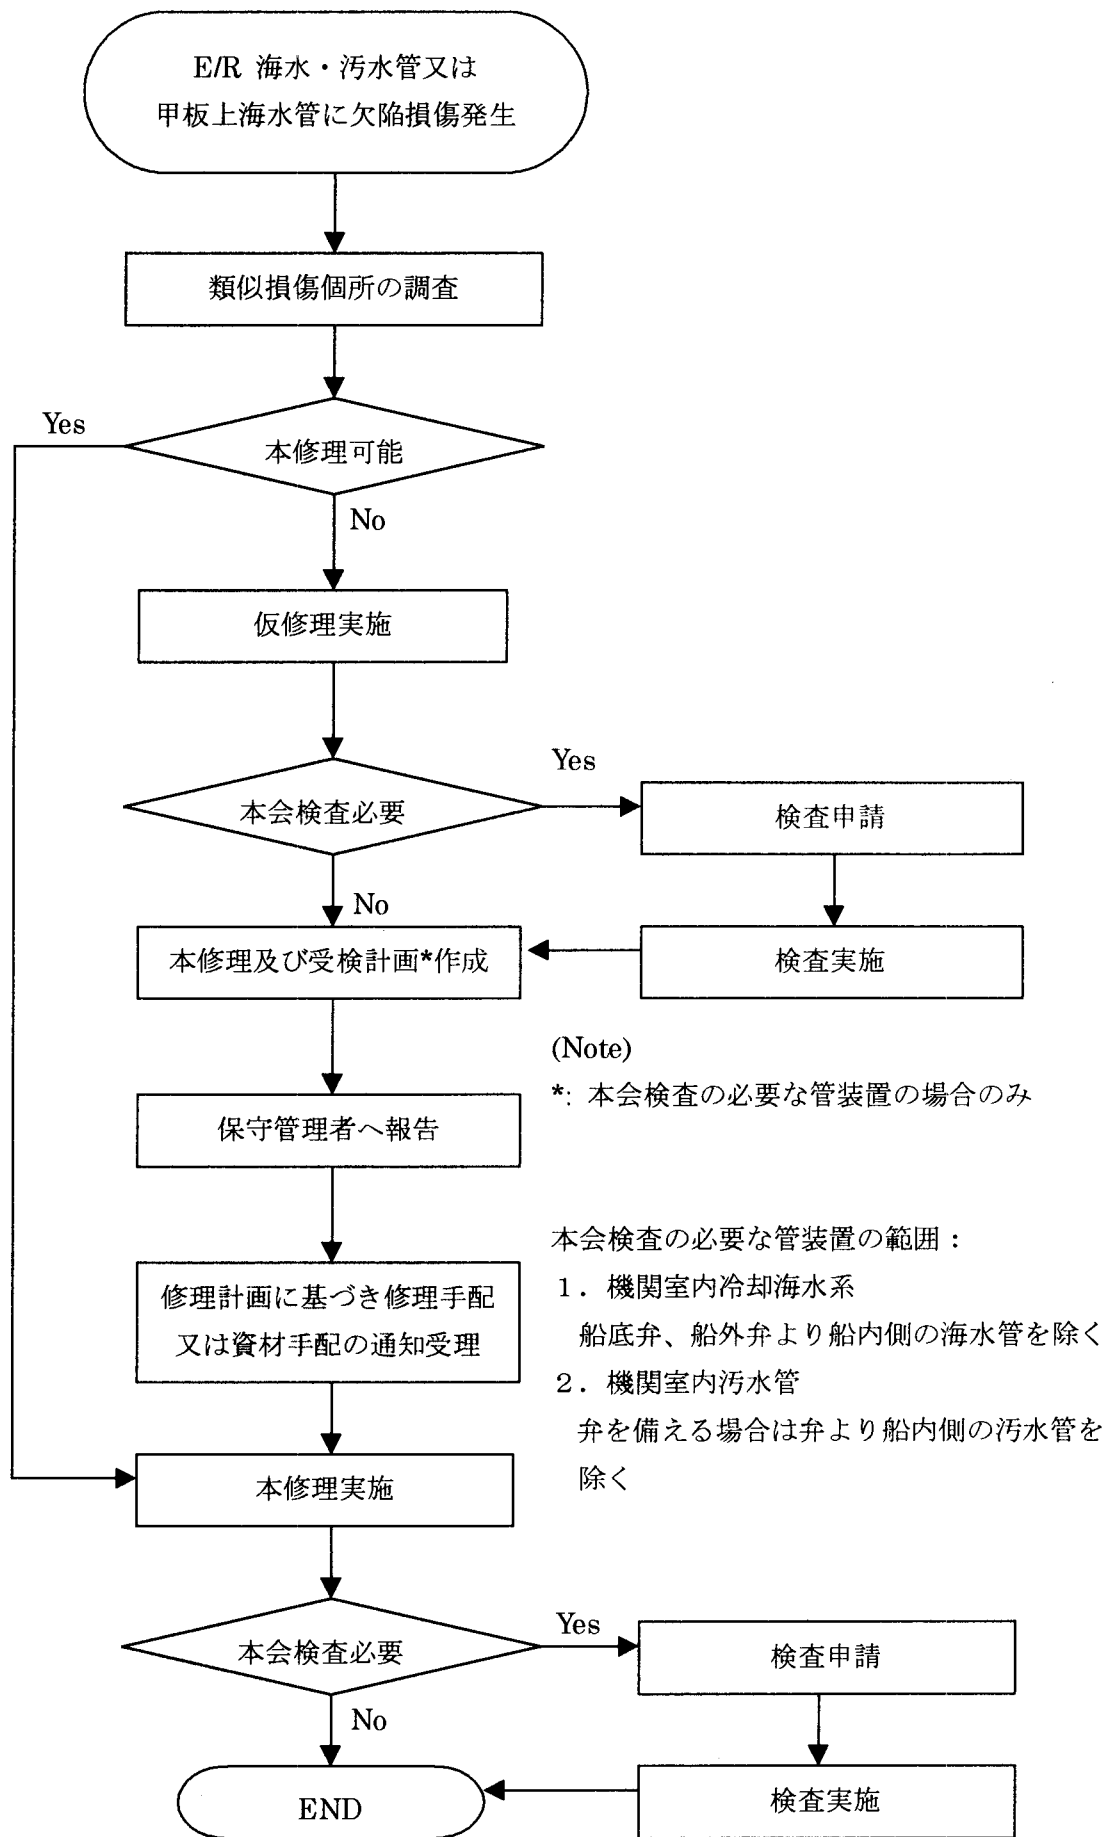 E/R 海水・汚水管又は
甲板上海水管に欠陥損傷発生
類似損傷個所の調査
Yes
本修理可能
No
仮修理実施
Yes
本会検査必要
検査申請
No
本修理及び受検計画*作成
検査実施
(Note)
*: 本会検査の必要な管装置の場合のみ
保守管理者へ報告
本会検査の必要な管装置の範囲：
１．機関室内冷却海水系
船底弁、船外弁より船内側の海水管を除く
２．機関室内汚水管
弁を備える場合は弁より船内側の汚水管を
除く
修理計画に基づき修理手配
又は資材手配の通知受理
本修理実施
Yes
本会検査必要
検査申請
No
END
検査実施